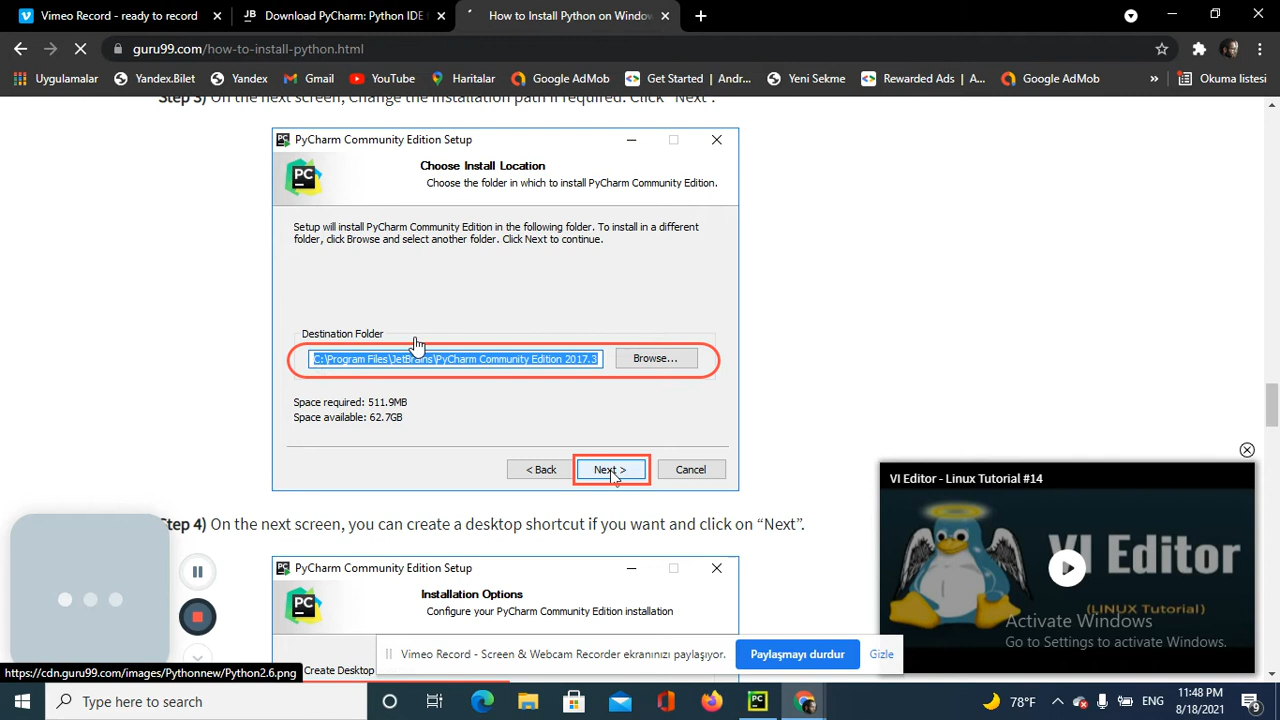 Vimeo Record - ready to record
Download PyCharm: Python IDE
How to Install Python on Window
guru99.com/how-to-install-python.html
Uygulamalar
Yandex.Bilet
Yandex
Gmail
YouTube
Haritalar
Google AdMob
Get Started | Andr...
Yeni Sekme
Rewarded Ads | A...
Google AdMob
»
Okuma listesi
Step 3) On the next screen, Change the installation path if required. Click “Next”.
PyCharm Community Edition Setup
Choose Install Location
Choose the folder in which to install PyCharm Community Edition.
Setup will install PyCharm Community Edition in the following folder. To install in a different
folder, click Browse and select another folder. Click Next to continue.
Destination Folder
C:\Program Files\JetBrains\PyCharm Community Edition 2017.3
Browse...
Space required: 511.9MB
Space available: 62.7GB
< Back
Next >
Cancel
VI Editor - Linux Tutorial #14
VI Editor
(LINUX Tutorial)
Activate Windows
Go to Settings to activate Windows.
Step 4) On the next screen, you can create a desktop shortcut if you want and click on “Next”.
PyCharm Community Edition Setup
Installation Options
Configure your PyCharm Community Edition installation
Create Desktop
Vimeo Record - Screen & Webcam Recorder ekranınızı paylaşıyor.
Paylaşmayı durdur
Gizle
https://cdn.guru99.com/images/Pythonnew/Python2.6.png
Type here to search
78°F
ENG
11:48 PM
8/18/2021
9